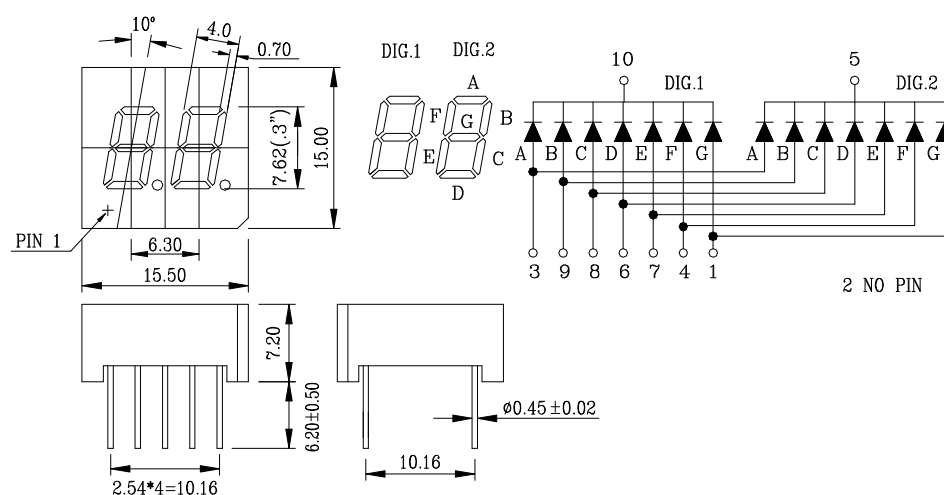 10°
4.0
0.70
7.62(.3")
15.00
PIN 1
6.30
15.50
DIG.1 DIG.2
A
F G B
E C
D
10 DIG.1
5 DIG.2
A B C D E F G
A B C D E F G
3 9 8 6 7 4 1
2 NO PIN
7.20
6.20±0.50
2.54*4=10.16
ø0.45±0.02
10.16